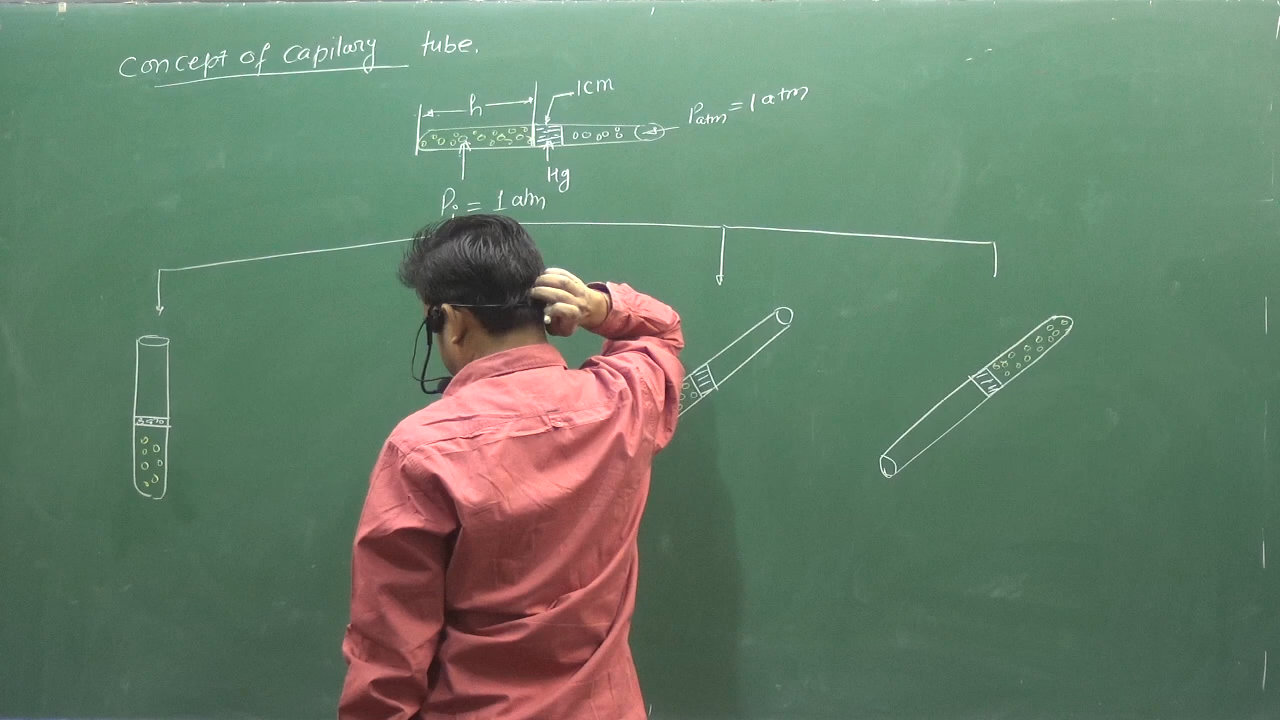 concept of capilary tube.
h
1cm
Patm = 1 atm
Hg
Pi = 1 atm